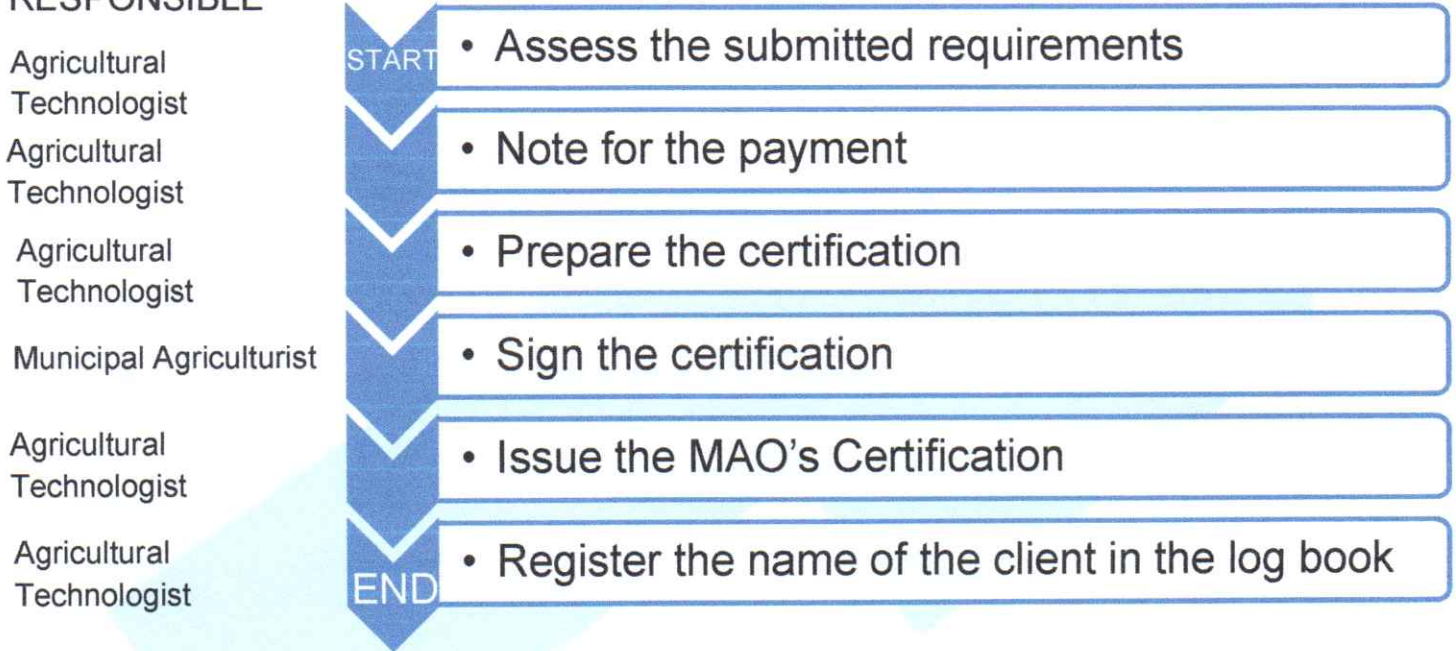 RESPONSIBLE
Agricultural
Technologist
START
• Assess the submitted requirements
Agricultural
Technologist
• Note for the payment
Agricultural
Technologist
• Prepare the certification
Municipal Agriculturist
• Sign the certification
Agricultural
Technologist
• Issue the MAO’s Certification
Agricultural
Technologist
END
• Register the name of the client in the log book